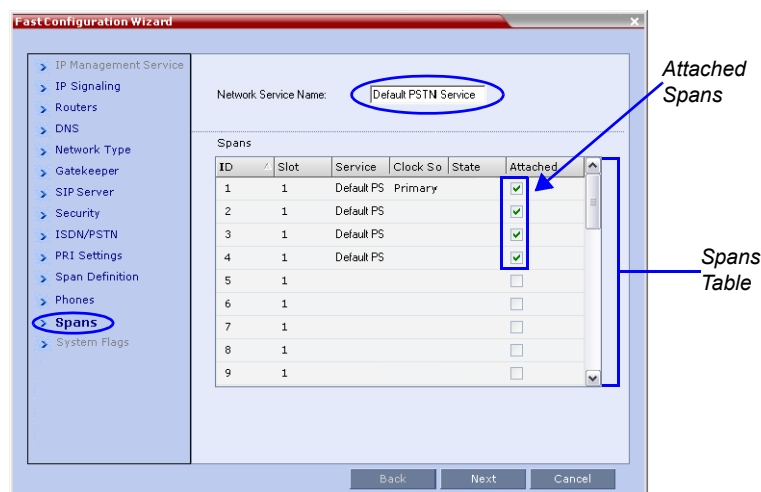 Fast Configuration Wizard
IP Management Service
IP Signaling
Routers
DNS
Network Type
Gatekeeper
SIP Server
Security
ISDN/PSTN
PRI Settings
Span Definition
Phones
Spans
System Flags
Network Service Name: Default PSTN Service
Spans
ID Slot Service Clock So State Attached
1 1 Default PS Primary
2 1 Default PS
3 1 Default PS
4 1 Default PS
5 1
6 1
7 1
8 1
9 1
Back Next Cancel
Attached
Spans
Spans
Table